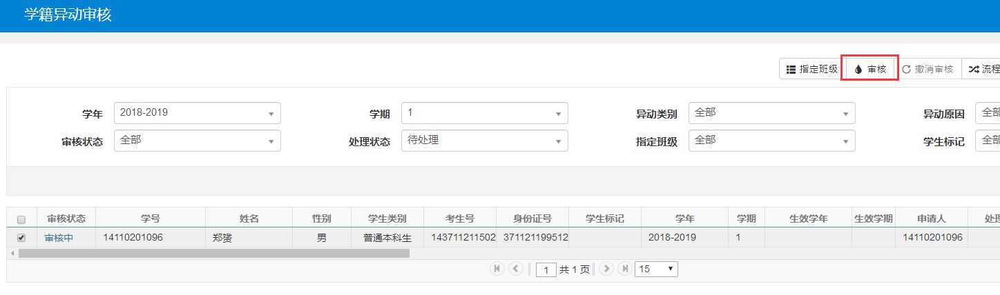 学籍异动审核
指定班级 审核 撤消审核 流程
学年 2018-2019 学期 1 异动类别 全部 异动原因 全部
审核状态 全部 处理状态 待处理 指定班级 全部 学生标记 全部
审核状态 学号 姓名 性别 学生类别 考生号 身份证号 学生标记 学年 学期 生效学年 生效学期 申请人 处理
审核中 14110201096 郑赟 男 普通本科生 143711211502 371121199512 2018-2019 1 14110201096
1 共 1 页 15